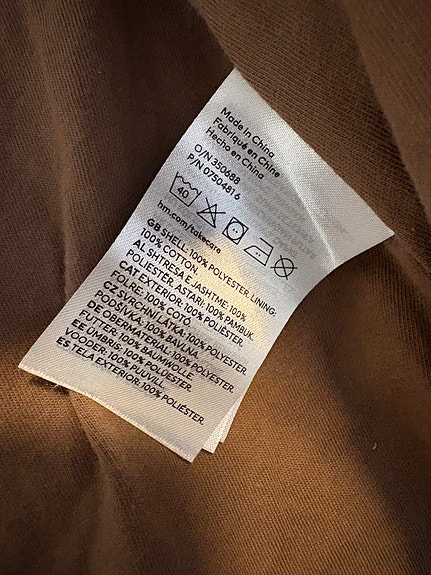 Made in China
Fabriqué en Chine
Hecho en China
O/N 350688
P/N 07504816
40
hm.com/takecare
GB SHELL: 100% POLYESTER. LINING:
100% COTTON.
AL SHTRESA E JASHTME: 100%
POLIESTËR. ASTARI: 100% PAMBUK.
CAT EXTERIOR: 100% POLIÈSTER.
FOLRE: 100% COTÓ.
CZ SVRCHNÍ LÁTKA: 100% POLYESTER.
PODŠÍVKA: 100% BAVLNA.
DE OBERMATERIAL: 100% POLYESTER.
FUTTER: 100% BAUMWOLLE
EE ÜMBRIS: 100% POLÜESTER.
VOODER: 100% PUUVILL.
ES TELA EXTERIOR: 100% POLIÉSTER.